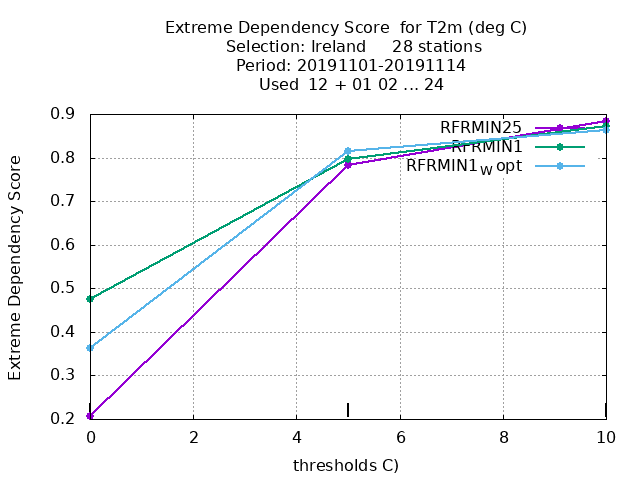 Extreme Dependency Score  for T2m (deg C)
Selection: Ireland     28 stations
Period: 20191101-20191114
Used  12 + 01 02 ... 24
Extreme Dependency Score
0.9
0.8
0.7
0.6
0.5
0.4
0.3
0.2
RFRMIN25
RFRMIN1
RFRMIN1W opt
0 2 4 6 8 10
thresholds C)